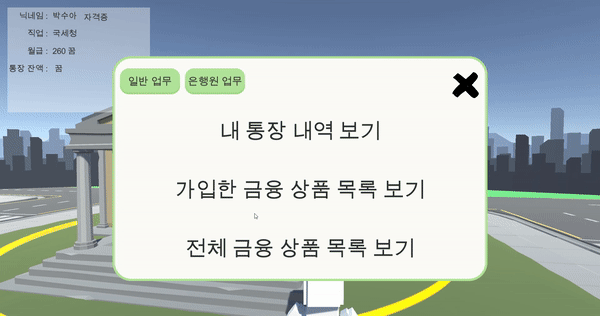 닉네임 : 박수아 자격증
직업 : 국세청
월급 : 260 꿈
통장 잔액 : 꿈
일반 업무 은행원 업무
내 통장 내역 보기
가입한 금융 상품 목록 보기
전체 금융 상품 목록 보기